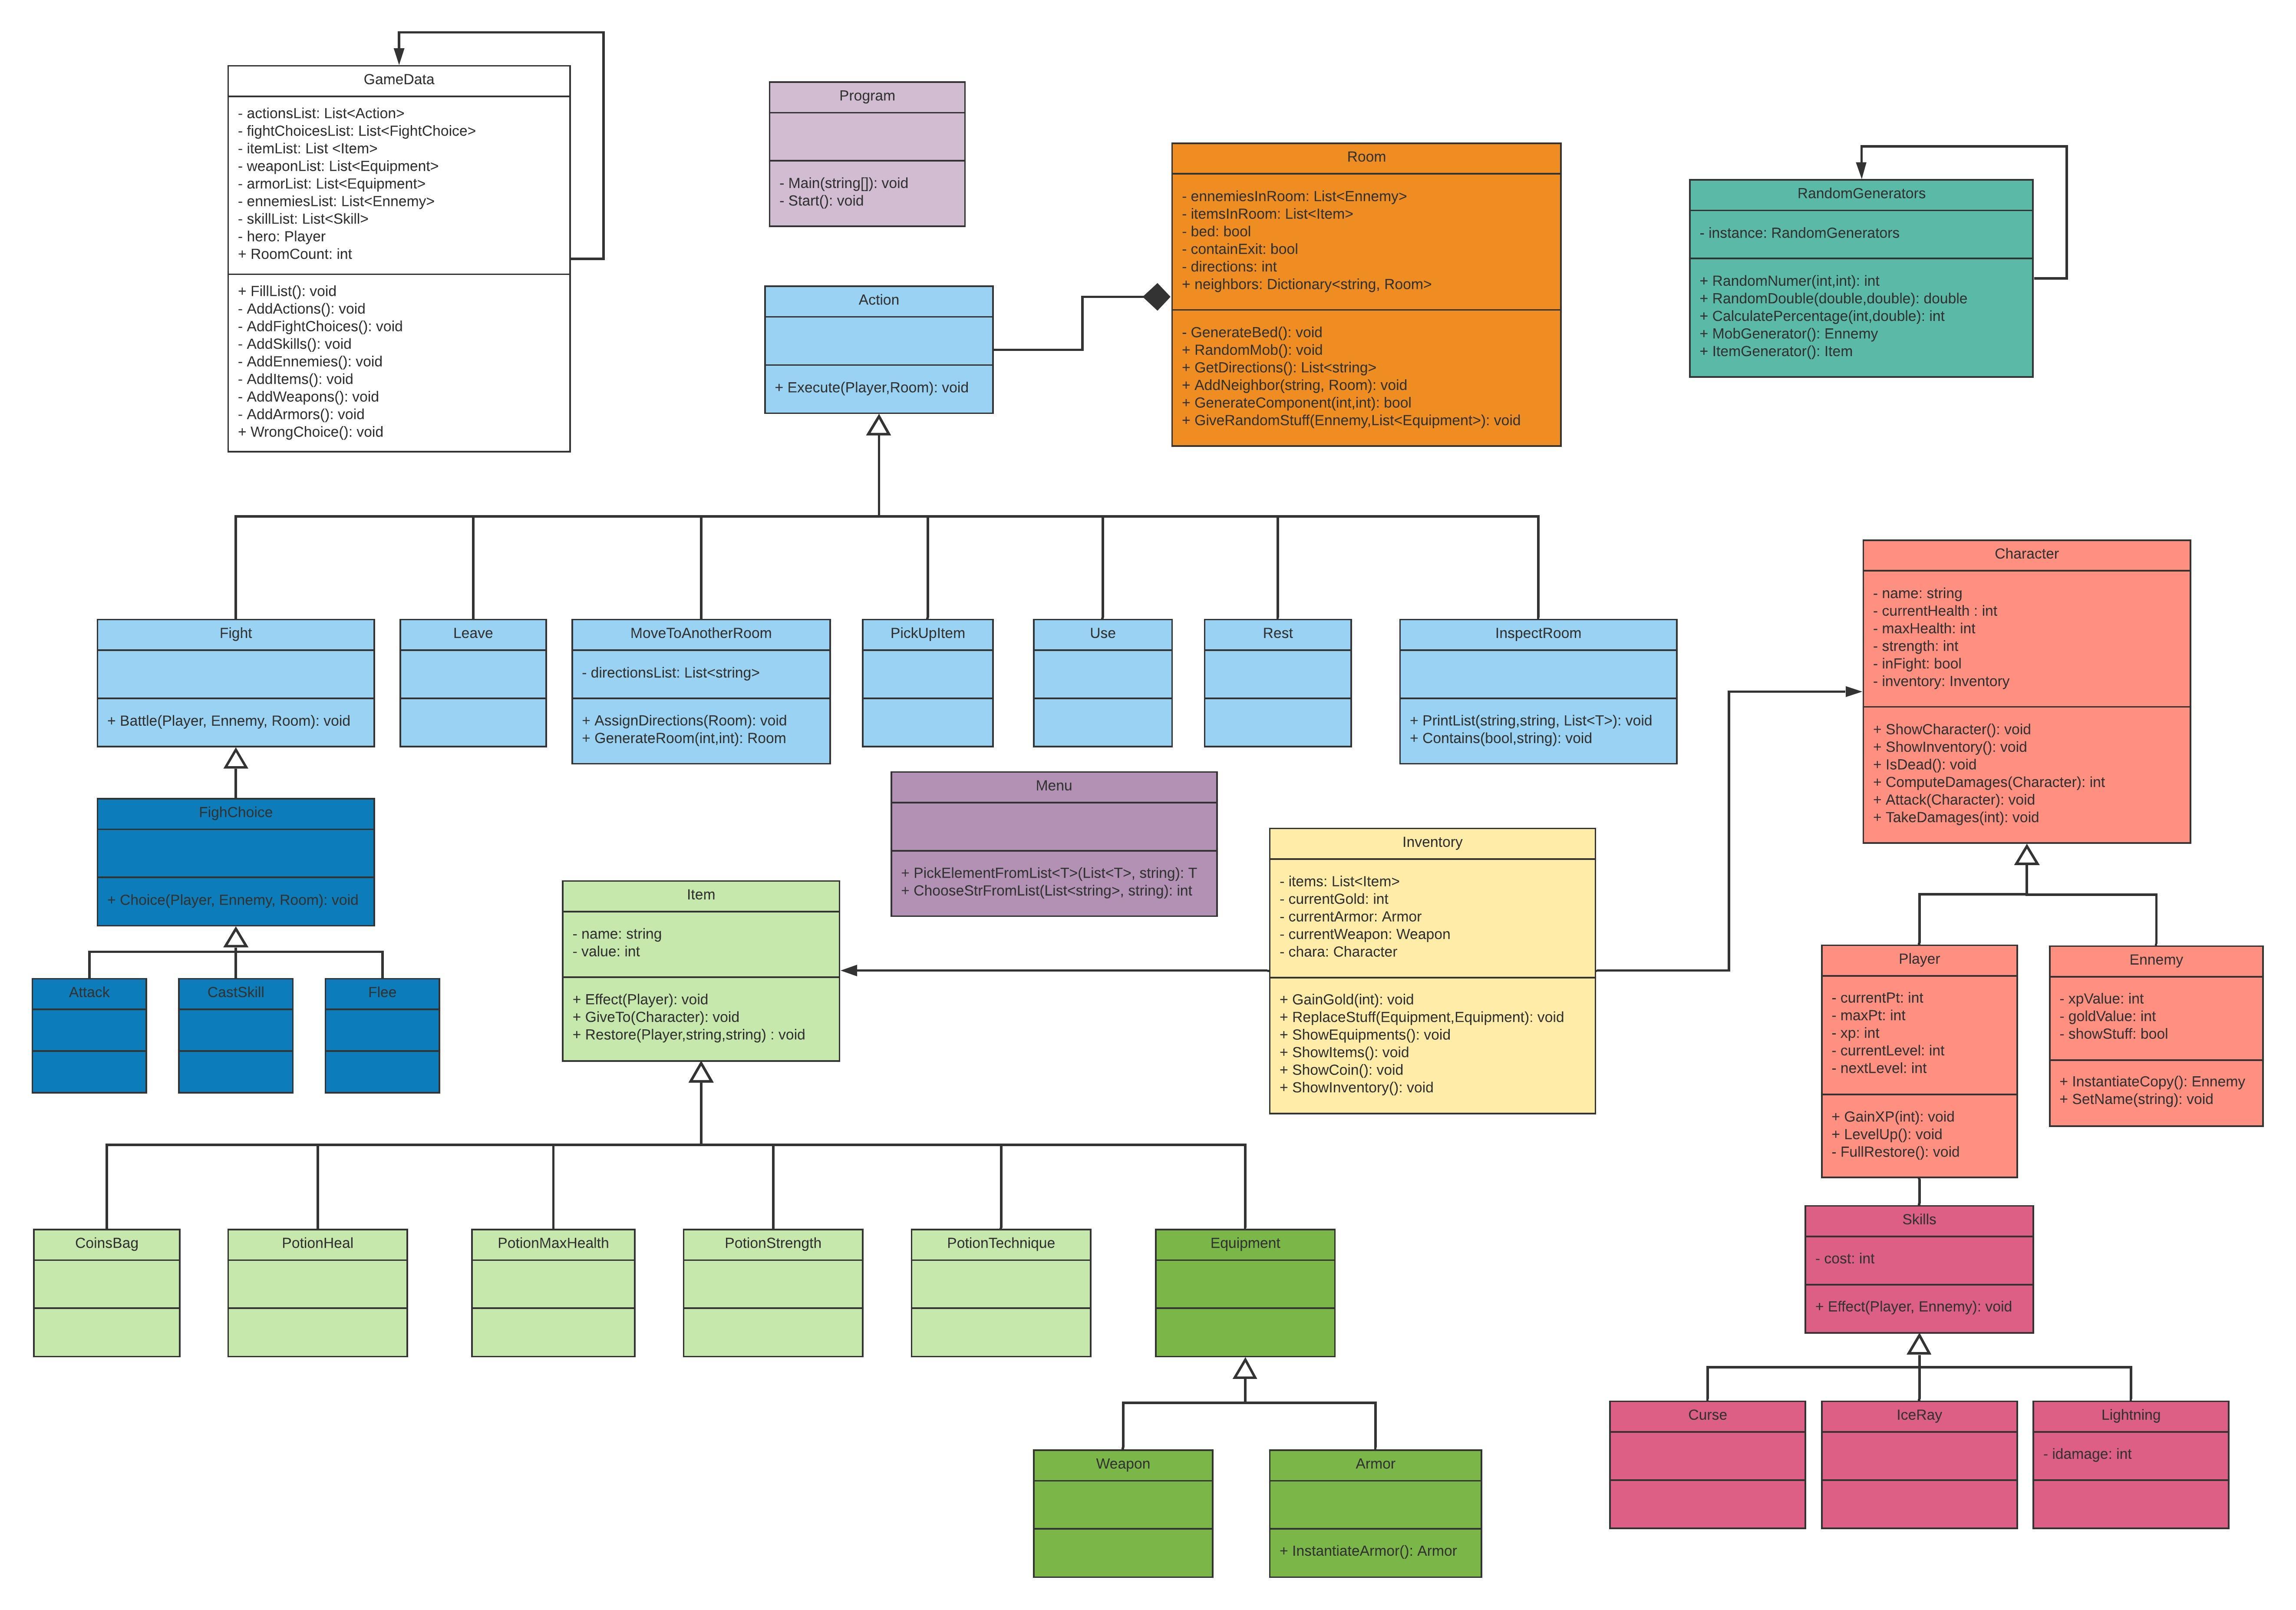 GameData
- actionsList: List<Action>
- fightChoicesList: List<FightChoice>
- itemList: List <Item>
- weaponList: List<Equipment>
- armorList: List<Equipment>
- ennemiesList: List<Ennemy>
- skillList: List<Skill>
- hero: Player
+ RoomCount: int
+ FillList(): void
- AddActions(): void
- AddFightChoices(): void
- AddSkills(): void
- AddEnnemies(): void
- AddItems(): void
- AddWeapons(): void
- AddArmors(): void
+ WrongChoice(): void
Program
- Main(string[]): void
- Start(): void
Room
- ennemiesInRoom: List<Ennemy>
- itemsInRoom: List<Item>
- bed: bool
- containExit: bool
- directions: int
+ neighbors: Dictionary<string, Room>
- GenerateBed(): void
+ RandomMob(): void
+ GetDirections(): List<string>
+ AddNeighbor(string, Room): void
+ GenerateComponent(int,int): bool
+ GiveRandomStuff(Ennemy,List<Equipment>): void
RandomGenerators
- instance: RandomGenerators
+ RandomNumer(int,int): int
+ RandomDouble(double,double): double
+ CalculatePercentage(int,double): int
+ MobGenerator(): Ennemy
+ ItemGenerator(): Item
Action
+ Execute(Player,Room): void
Fight
+ Battle(Player, Ennemy, Room): void
Leave
MoveToAnotherRoom
- directionsList: List<string>
+ AssignDirections(Room): void
+ GenerateRoom(int,int): Room
PickUpItem
Use
Rest
InspectRoom
+ PrintList(string,string, List<T>): void
+ Contains(bool,string): void
Character
- name: string
- currentHealth : int
- maxHealth: int
- strength: int
- inFight: bool
- inventory: Inventory
+ ShowCharacter(): void
+ ShowInventory(): void
+ IsDead(): void
+ ComputeDamages(Character): int
+ Attack(Character): void
+ TakeDamages(int): void
FighChoice
+ Choice(Player, Ennemy, Room): void
Menu
+ PickElementFromList<T>(List<T>, string): T
+ ChooseStrFromList(List<string>, string): int
Inventory
- items: List<Item>
- currentGold: int
- currentArmor: Armor
- currentWeapon: Weapon
- chara: Character
+ GainGold(int): void
+ ReplaceStuff(Equipment,Equipment): void
+ ShowEquipments(): void
+ ShowItems(): void
+ ShowCoin(): void
+ ShowInventory(): void
Item
- name: string
- value: int
+ Effect(Player): void
+ GiveTo(Character): void
+ Restore(Player,string,string) : void
Attack
CastSkill
Flee
Player
- currentPt: int
- maxPt: int
- xp: int
- currentLevel: int
- nextLevel: int
+ GainXP(int): void
+ LevelUp(): void
- FullRestore(): void
Ennemy
- xpValue: int
- goldValue: int
- showStuff: bool
+ InstantiateCopy(): Ennemy
+ SetName(string): void
CoinsBag
PotionHeal
PotionMaxHealth
PotionStrength
PotionTechnique
Equipment
Skills
- cost: int
+ Effect(Player, Ennemy): void
Curse
IceRay
Lightning
- idamage: int
Weapon
Armor
+ InstantiateArmor(): Armor